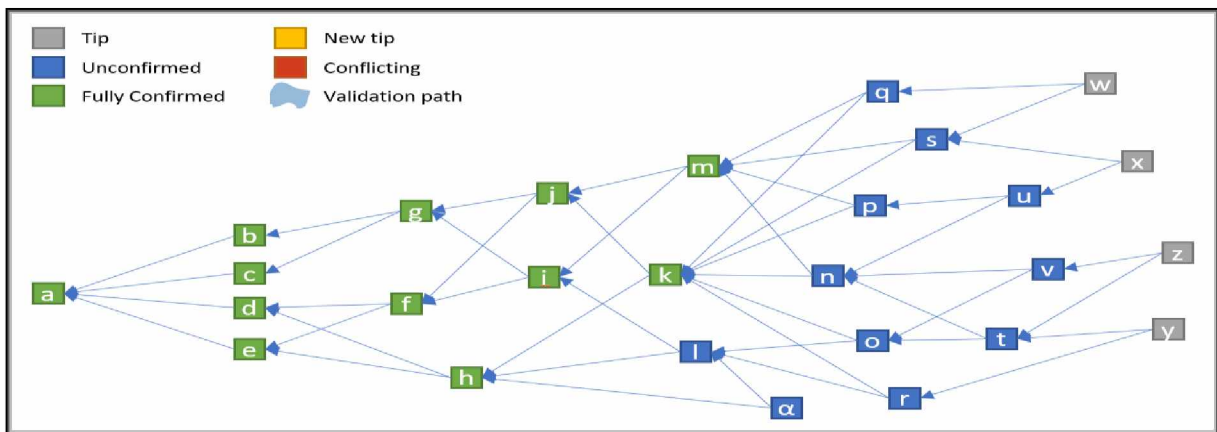 Tip
New tip
Unconfirmed
Conflicting
Fully Confirmed
Validation path
q
w
s
x
m
j
g
p
u
b
c
a
d
e
f
i
k
n
v
z
h
l
o
t
y
α
r